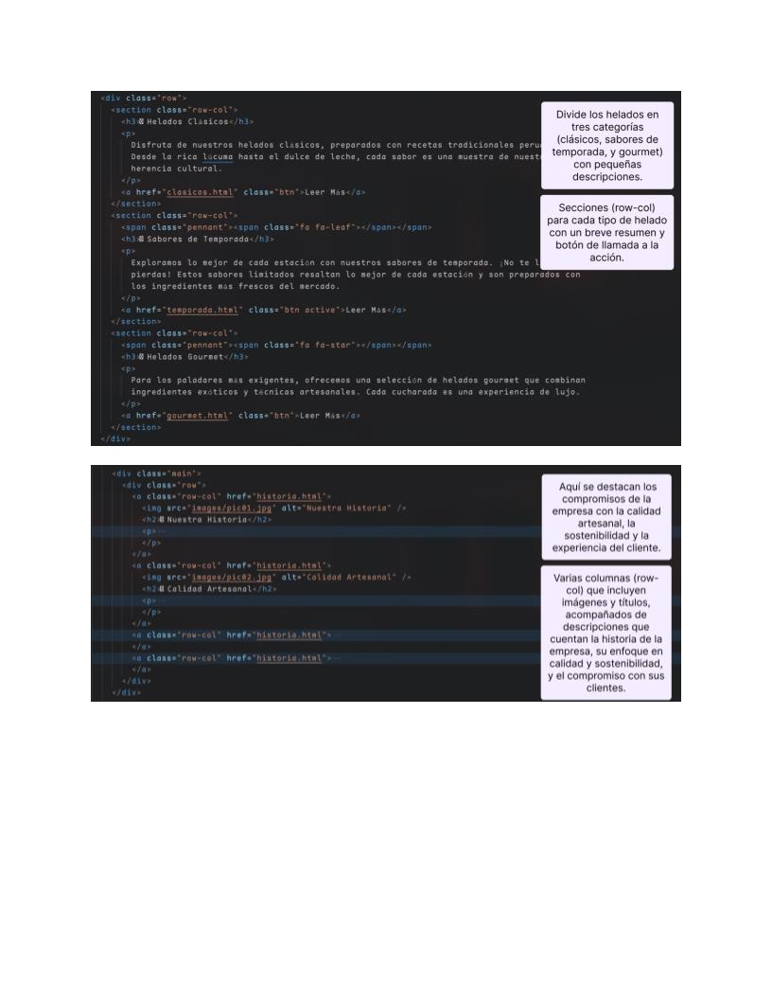 <div class="row">
<section class="row-col">
<h3> Helados Clásicos</h3>
<p>
Disfruta de nuestros helados clásicos, preparados con recetas tradicionales
Desde la rica lúcuma hasta el dulce de leche, cada sabor es una muestra de
herencia cultural.
</p>
<a href="clasicos.html" class="btn">Leer Más</a>
</section>
<section class="row-col">
<span class="pennant"><span class="fa fa-leaf"></span></span>
<h3> Sabores de Temporada</h3>
<p>
Exploramos lo mejor de cada estación con nuestros sabores de temporada. ¡No te
pierdas! Estos sabores limitados resaltan lo mejor de cada estación y son preparados con
los ingredientes más frescos del mercado.
</p>
<a href="temporada.html" class="btn active">Leer Más</a>
</section>
<section class="row-col">
<span class="pennant"><span class="fa fa-star"></span></span>
<h3> Helados Gourmet</h3>
<p>
Para los paladares más exigentes, ofrecemos una selección de helados gourmet que combinan
ingredientes exóticos y técnicas artesanales. Cada cucharada es una experiencia de lujo.
</p>
<a href="gourmet.html" class="btn">Leer Más</a>
</section>
</div>
Divide los helados en
tres categorías
(clásicos, sabores de
temporada, y gourmet)
con pequeñas
descripciones.
Secciones (row-col)
para cada tipo de helado
con un breve resumen y
botón de llamada a la
acción.
<div class="main">
<div class="row">
<a class="row-col" href="historia.html">
<img src="images/pic01.jpg" alt="Nuestra Historia" />
<h2> Nuestra Historia</h2>
<p>···
</p>
</a>
<a class="row-col" href="historia.html">
<img src="images/pic02.jpg" alt="Calidad Artesanal" />
<h2> Calidad Artesanal</h2>
<p>···
</p>
</a>
<a class="row-col" href="historia.html">···
</a>
<a class="row-col" href="historia.html">···
</a>
</div>
</div>
Aquí se destacan los
compromisos de la
empresa con la calidad
artesanal, la
sostenibilidad y la
experiencia del cliente.
Varias columnas (row-
col) que incluyen
imágenes y títulos,
acompañados de
descripciones que
cuentan la historia de la
empresa, su enfoque en
calidad y sostenibilidad,
y el compromiso con sus
clientes.